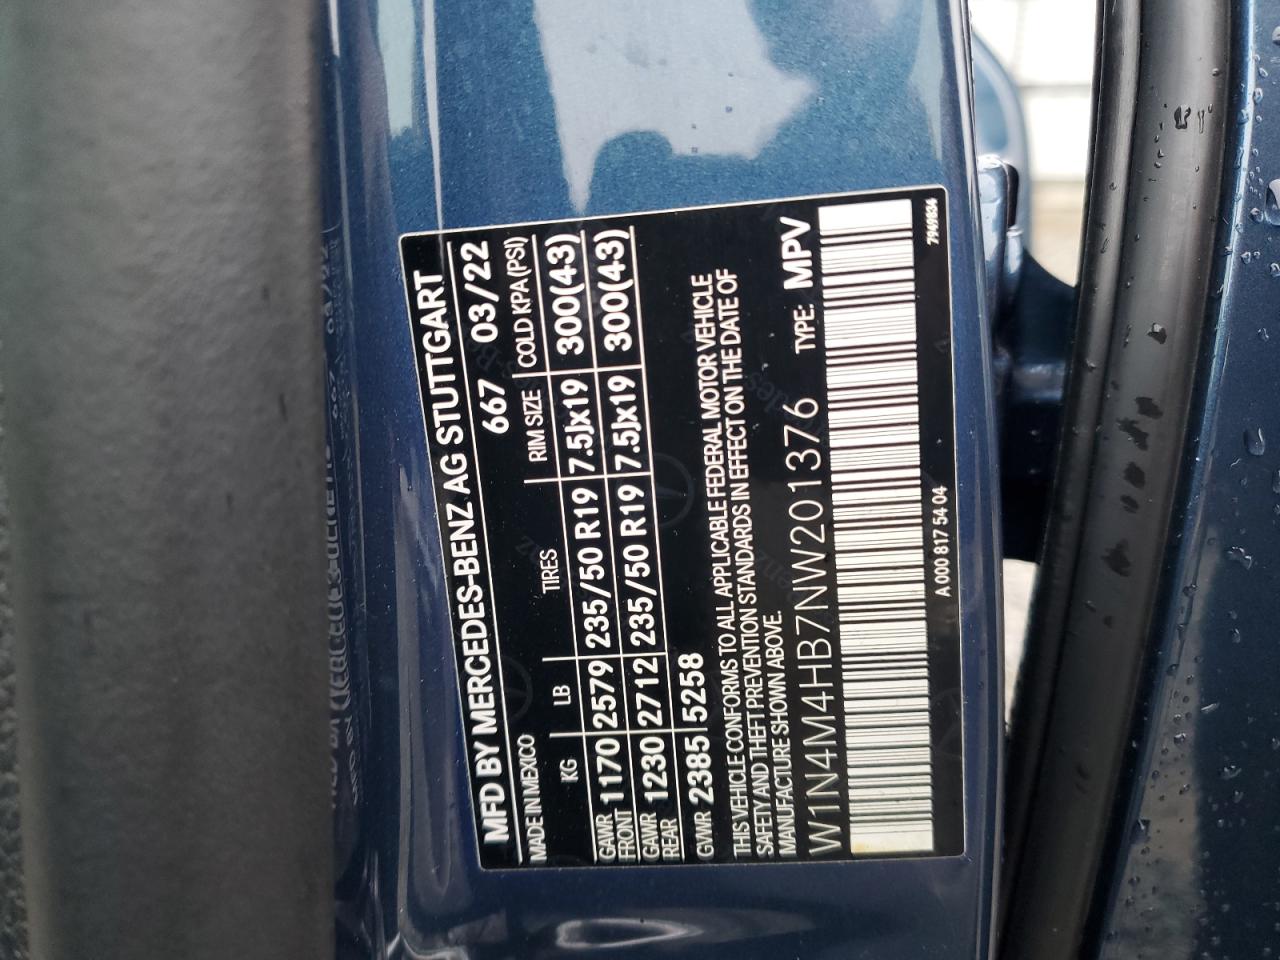 MFD BY MERCEDES-BENZ AG STUTTGART
MADE IN MEXICO 667 03/22
KG LB TIRES RIM SIZE COLD KPA(PSI)
GAWR FRONT 1170 2579 235/50 R19 7.5Jx19 300(43)
GAWR REAR 1230 2712 235/50 R19 7.5Jx19 300(43)
GVWR 2385 5258
THIS VEHICLE CONFORMS TO ALL APPLICABLE FEDERAL MOTOR VEHICLE
SAFETY AND THEFT PREVENTION STANDARDS IN EFFECT ON THE DATE OF
MANUFACTURE SHOWN ABOVE.
W1N4M4HB7NW201376 TYPE: MPV
A 000 817 54 04 7969834